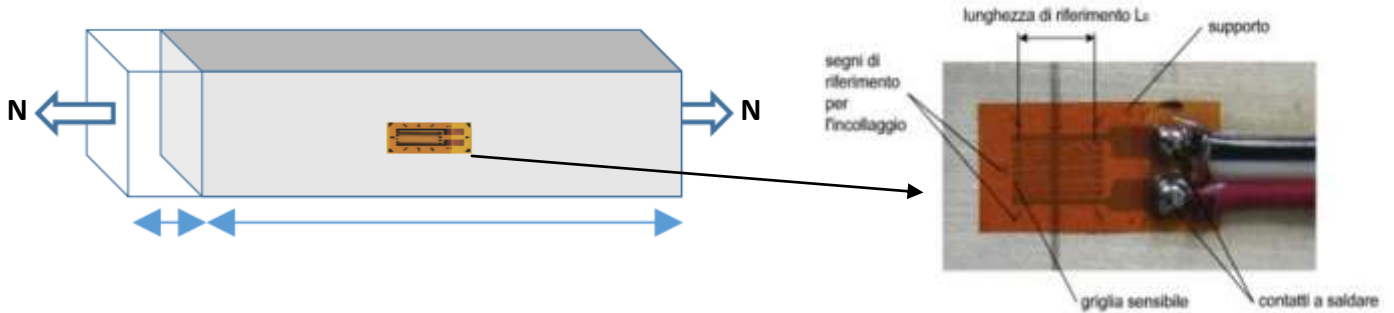 N
N
lunghezza di riferimento L₀
supporto
segni di
riferimento
per
l'incollaggio
griglia sensibile
contatti a saldare